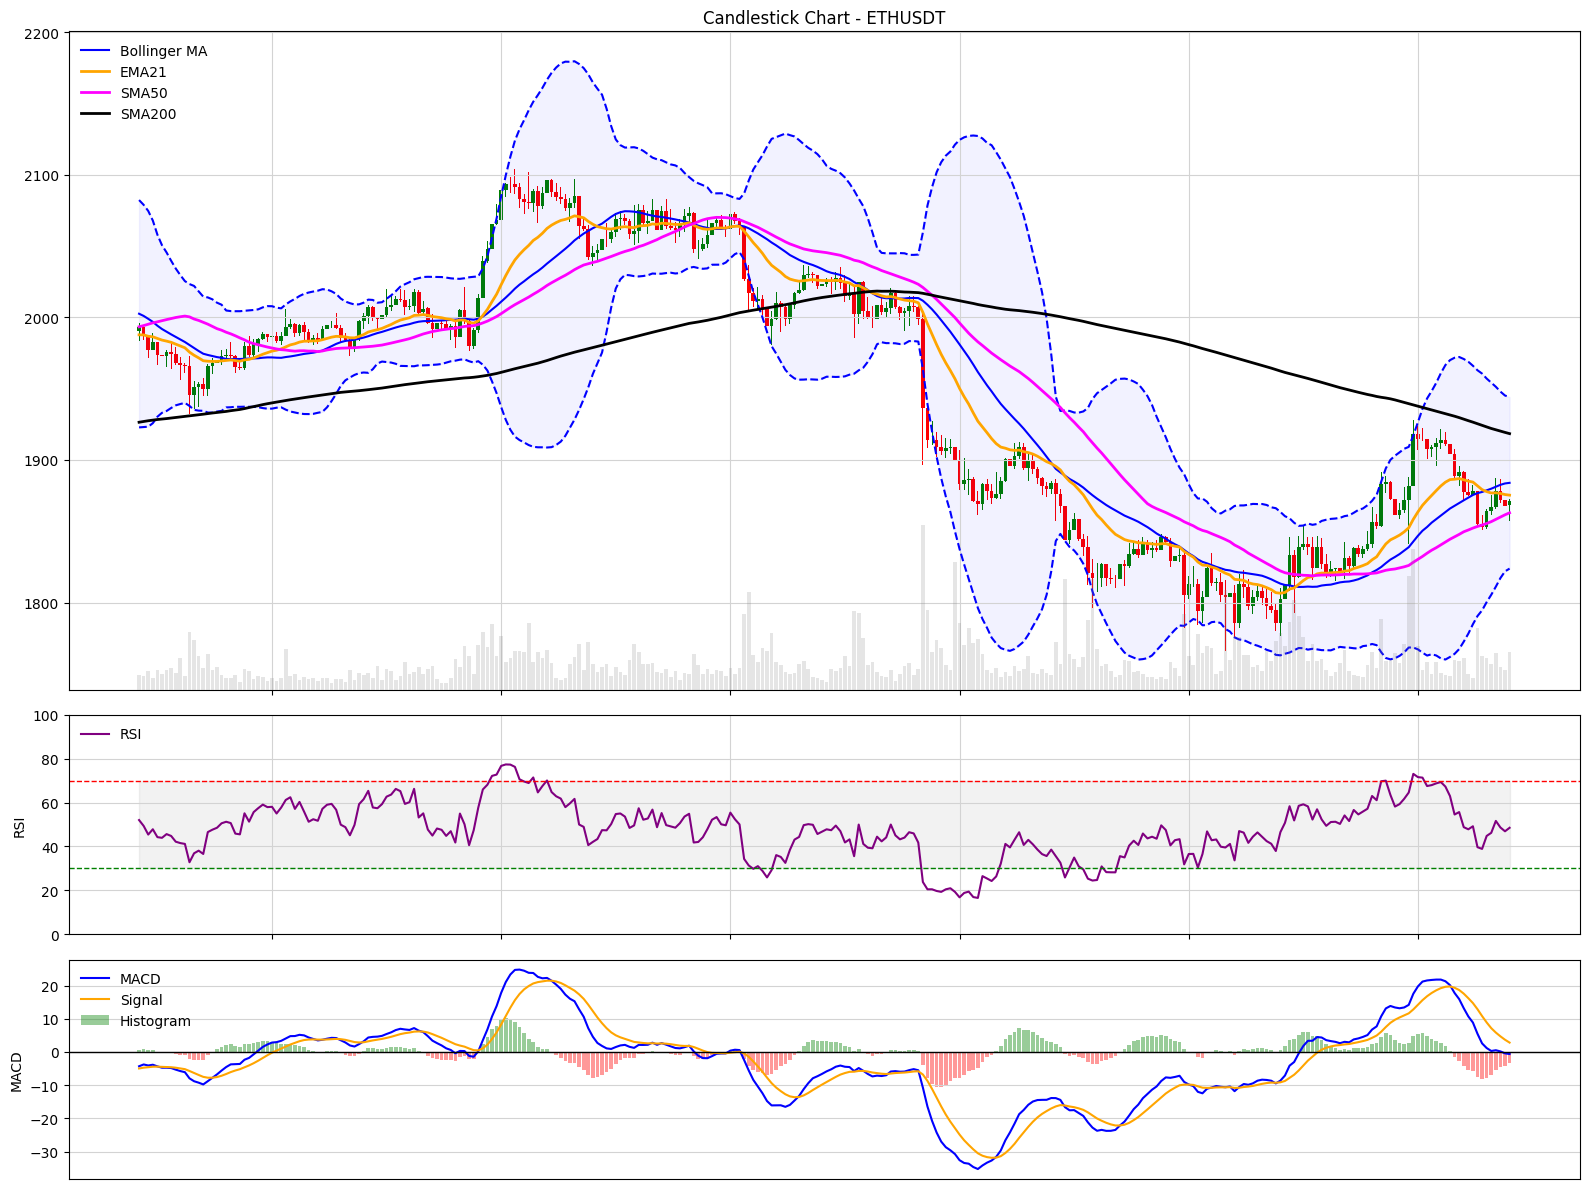 Candlestick Chart - ETHUSDT
2200
2100
2000
1900
1800
Bollinger MA
EMA21
SMA50
SMA200
100
80
60
40
20
0
RSI
RSI
20
10
0
−10
−20
−30
MACD
MACD
Signal
Histogram